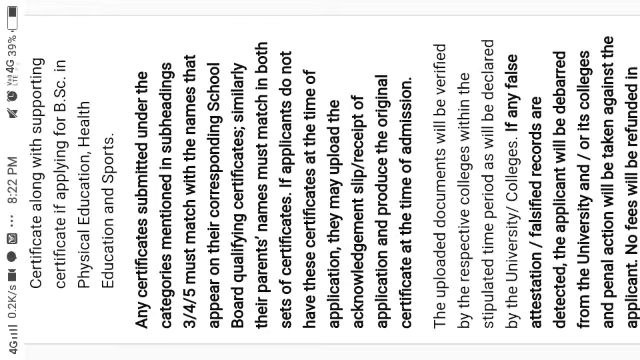 4G 0.2K/s ... 8:22 PM 4G 39%
Certificate along with supporting
certificate if applying for B.Sc. in
Physical Education, Health
Education and Sports.
Any certificates submitted under the
categories mentioned in subheadings
3/4/5 must match with the names that
appear on their corresponding School
Board qualifying certificates; similarly
their parents' names must match in both
sets of certificates. If applicants do not
have these certificates at the time of
application, they may upload the
acknowledgement slip/receipt of
application and produce the original
certificate at the time of admission.
The uploaded documents will be verified
by the respective colleges within the
stipulated time period as will be declared
by the University/ Colleges. If any false
attestation / falsified records are
detected, the applicant will be debarred
from the University and / or its colleges
and penal action will be taken against the
applicant. No fees will be refunded in